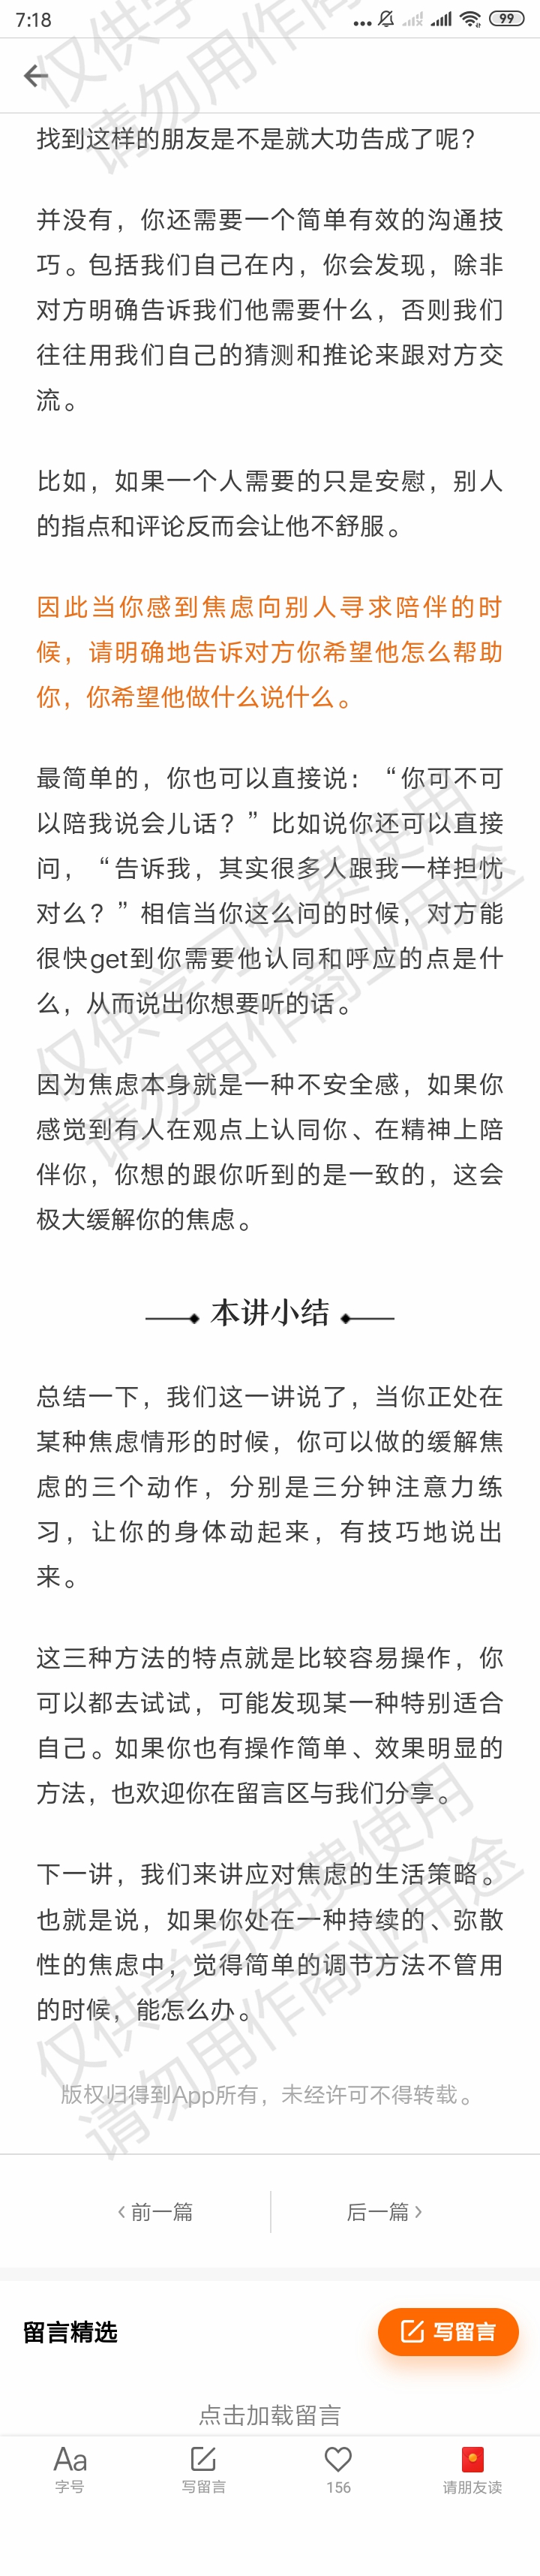 7:18
99
找到这样的朋友是不是就大功告成了呢？
并没有，你还需要一个简单有效的沟通技
巧。包括我们自己在内，你会发现，除非
对方明确告诉我们他需要什么，否则我们
往往用我们自己的猜测和推论来跟对方交
流。
比如，如果一个人需要的只是安慰，别人
的指点和评论反而会让他不舒服。
因此当你感到焦虑向别人寻求陪伴的时
候，请明确地告诉对方你希望他怎么帮助
你，你希望他做什么说什么。
最简单的，你也可以直接说：“你可不可
以陪我说会儿话？”比如说你还可以直接
问，“告诉我，其实很多人跟我一样担忧
对么？”相信当你这么问的时候，对方能
很快get到你需要他认同和呼应的点是什
么，从而说出你想要听的话。
因为焦虑本身就是一种不安全感，如果你
感觉到有人在观点上认同你、在精神上陪
伴你，你想的跟你听到的是一致的，这会
极大缓解你的焦虑。
本讲小结
总结一下，我们这一讲说了，当你正处在
某种焦虑情形的时候，你可以做的缓解焦
虑的三个动作，分别是三分钟注意力练
习，让你的身体动起来，有技巧地说出
来。
这三种方法的特点就是比较容易操作，你
可以都去试试，可能发现某一种特别适合
自己。如果你也有操作简单、效果明显的
方法，也欢迎你在留言区与我们分享。
下一讲，我们来讲应对焦虑的生活策略。
也就是说，如果你处在一种持续的、弥散
性的焦虑中，觉得简单的调节方法不管用
的时候，能怎么办。
版权归得到App所有，未经许可不得转载。
前一篇 后一篇
留言精选 写留言
点击加载留言
Aa
字号 写留言 156 请朋友读
仅供学习免费使用
请勿用作商业用途
仅供学习免费使用
请勿用作商业用途